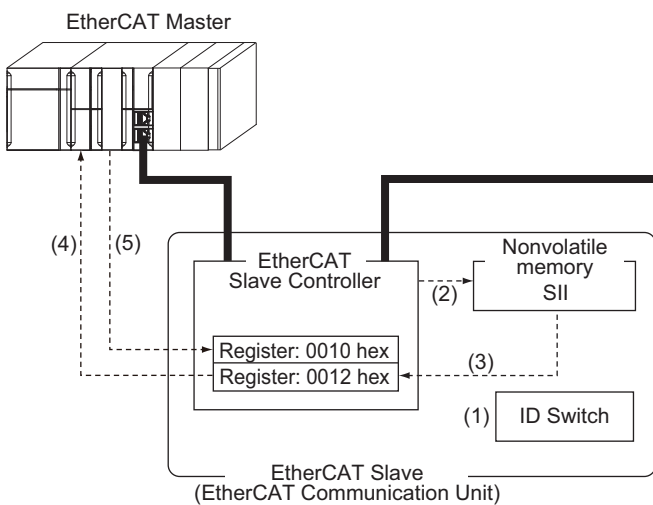 EtherCAT Master
(4)
(5)
EtherCAT
Slave Controller
(2)
Nonvolatile
memory
SII
Register: 0010 hex
Register: 0012 hex
(3)
(1)
ID Switch
EtherCAT Slave
(EtherCAT Communication Unit)